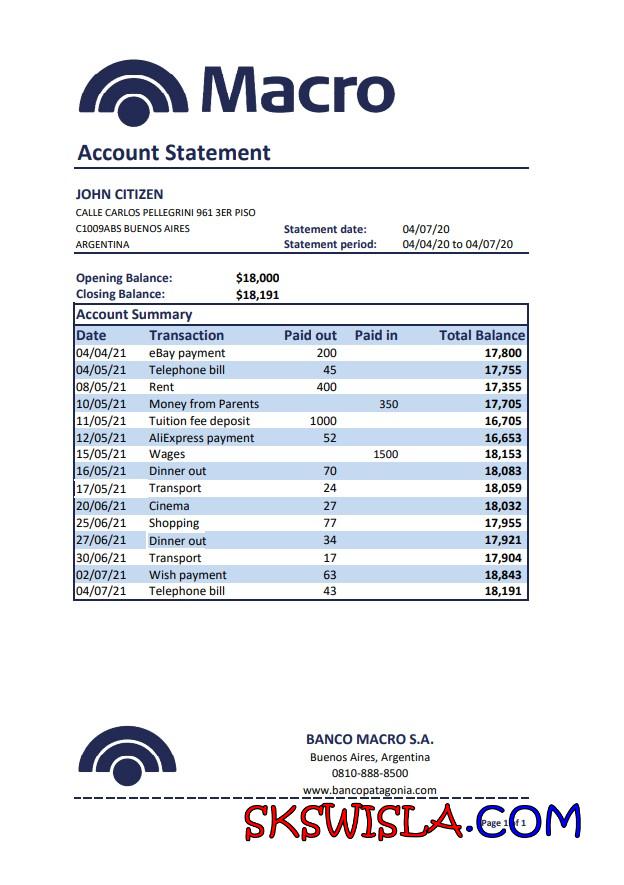 Macro
Account Statement
JOHN CITIZEN
CALLE CARLOS PELLEGRINI 961 3ER PISO
C1009ABS BUENOS AIRES Statement date: 04/07/20
ARGENTINA Statement period: 04/04/20 to 04/07/20
Opening Balance: $18,000
Closing Balance: $18,191
Account Summary
Date Transaction Paid out Paid in Total Balance
04/04/21 eBay payment 200 17,800
04/05/21 Telephone bill 45 17,755
08/05/21 Rent 400 17,355
10/05/21 Money from Parents 350 17,705
11/05/21 Tuition fee deposit 1000 16,705
12/05/21 AliExpress payment 52 16,653
15/05/21 Wages 1500 18,153
16/05/21 Dinner out 70 18,083
17/05/21 Transport 24 18,059
20/06/21 Cinema 27 18,032
25/06/21 Shopping 77 17,955
27/06/21 Dinner out 34 17,921
30/06/21 Transport 17 17,904
02/07/21 Wish payment 63 18,843
04/07/21 Telephone bill 43 18,191
BANCO MACRO S.A.
Buenos Aires, Argentina
0810-888-8500
www.bancopatagonia.com
SKSWISLA.COM
Page 1 of 1